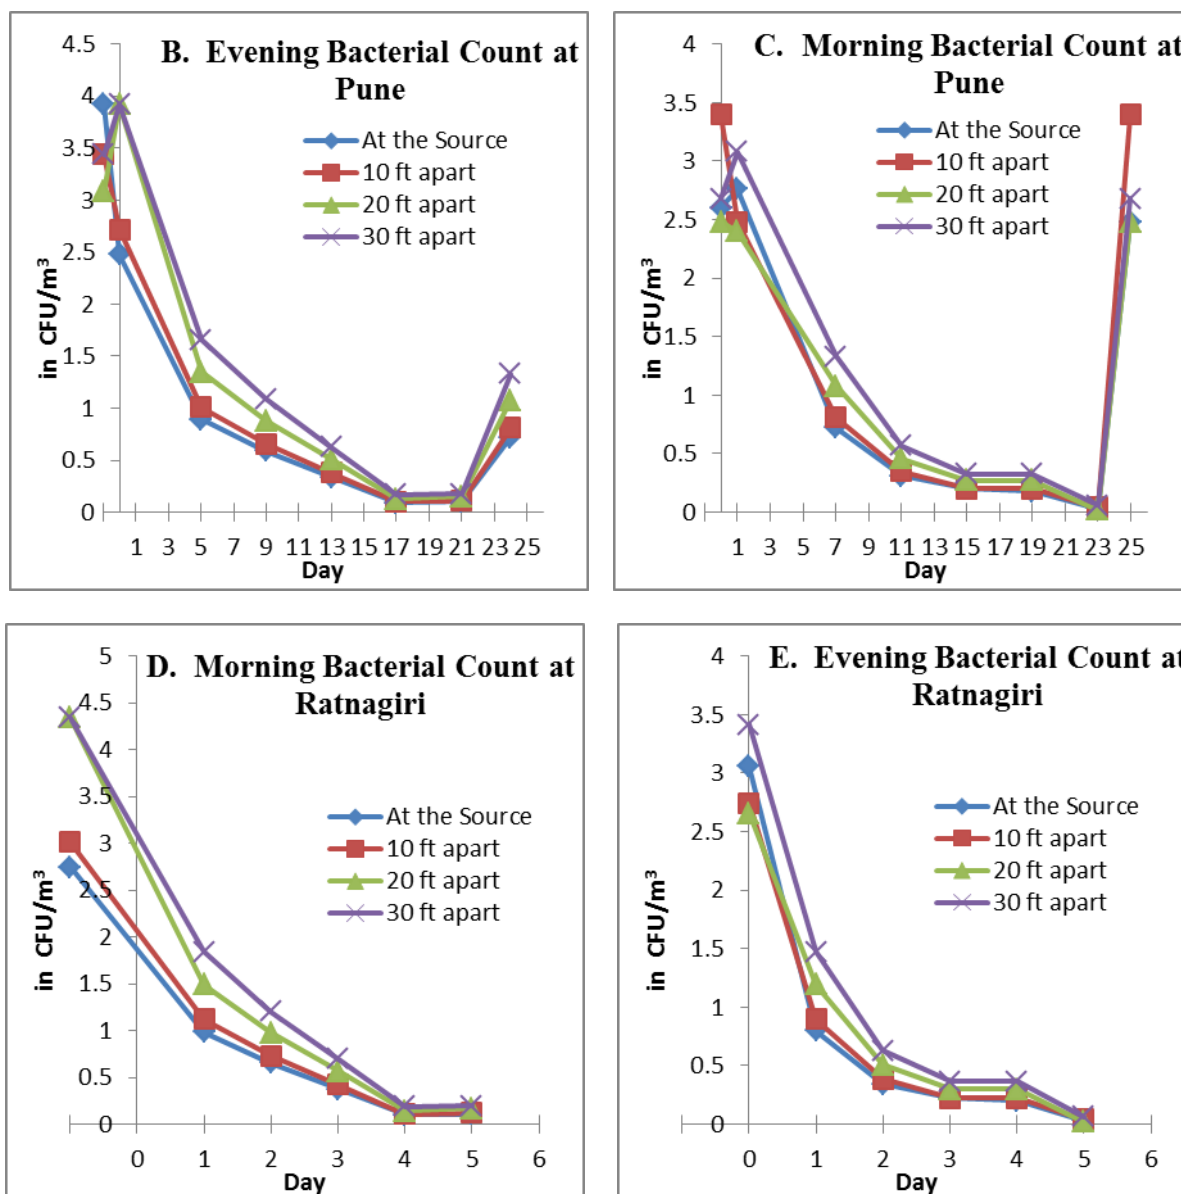 B. Evening Bacterial Count at
Pune
4.5
4
3.5
3
2.5
2
1.5
1
0.5
0
in CFU/m³
At the Source
10 ft apart
20 ft apart
30 ft apart
1 3 5 7 9 11 13 15 17 19 21 23 25
Day
C. Morning Bacterial Count at
Pune
4
3.5
3
2.5
2
1.5
1
0.5
0
in CFU/m³
At the Source
10 ft apart
20 ft apart
30 ft apart
1 3 5 7 9 11 13 15 17 19 21 23 25
Day
D. Morning Bacterial Count at
Ratnagiri
5
4.5
4
3.5
3
2.5
2
1.5
1
0.5
0
in CFU/m³
At the Source
10 ft apart
20 ft apart
30 ft apart
0 1 2 3 4 5 6
Day
E. Evening Bacterial Count at
Ratnagiri
4
3.5
3
2.5
2
1.5
1
0.5
0
in CFU/m³
At the Source
10 ft apart
20 ft apart
30 ft apart
0 1 2 3 4 5 6
Day